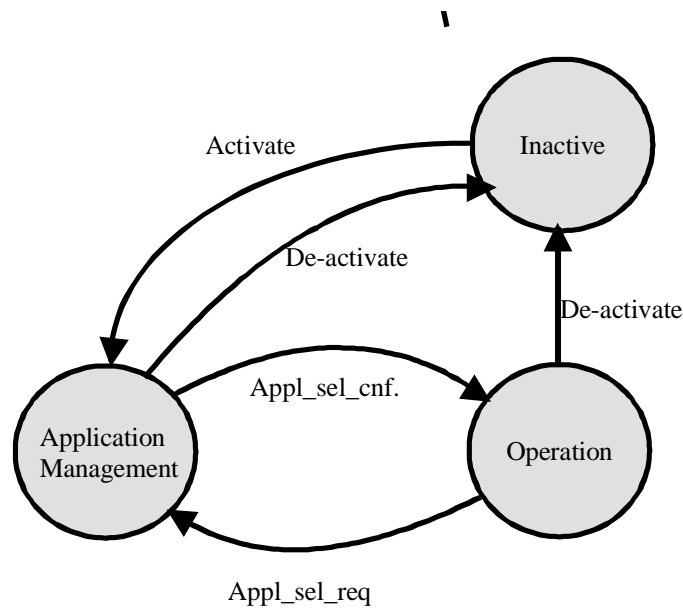 Activate
Inactive
De-activate
De-activate
Appl_sel_cnf.
Application
Management
Operation
Appl_sel_req